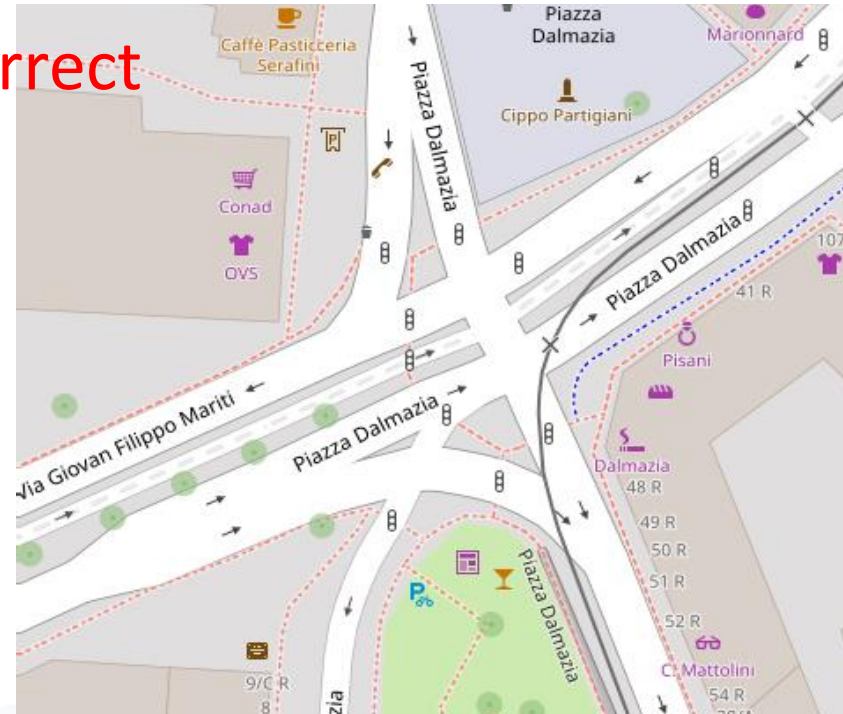 rrect
Caffè Pasticceria
Serafini
Piazza
Dalmazia
Marionnard
Piazza Dalmazia
Cippo Partigiani
P
Conad
OVS
Piazza Dalmazia
107
41 R
Pisani
Via Giovan Filippo Mariti
Piazza Dalmazia
Dalmazia
48 R
49 R
50 R
51 R
52 R
P
Piazza Dalmazia
C. Mattolini
54 R
9/C R
8
zia